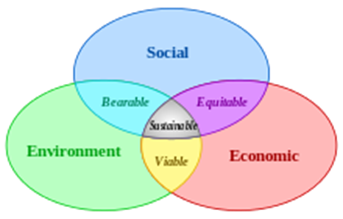 Social
Bearable
Equitable
Sustainable
Environment
Viable
Economic